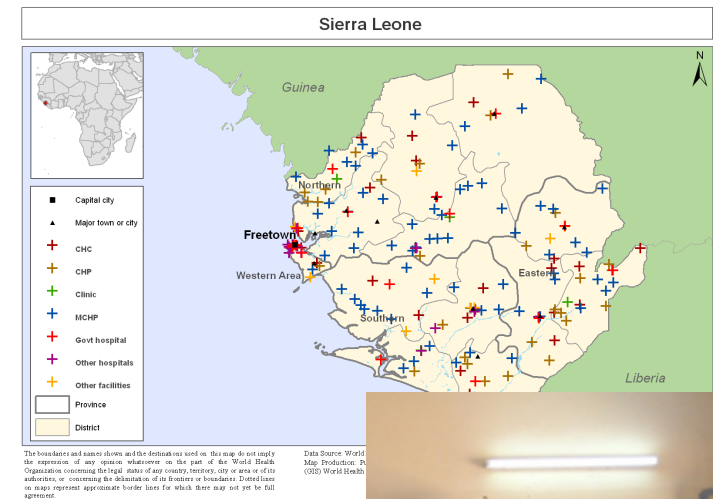 Sierra Leone
N
Guinea
Northern
Freetown
Western Area
Eastern
Southern
Liberia
Capital city
Major town or city
CHC
CHP
Clinic
MCHP
Govt hospital
Other hospitals
Other facilities
Province
District
The boundaries and names shown and the destinations used on this map do not imply
the expression of any opinion whatsoever on the part of the World Health
Organization concerning the legal status of any country, territory, city or area or of its
authorities, or concerning the delimitation of its frontiers or boundaries. Dotted lines
on maps represent approximate border lines for which there may not yet be full
agreement.
Data Source: World
Map Production:
(GIS) World Health